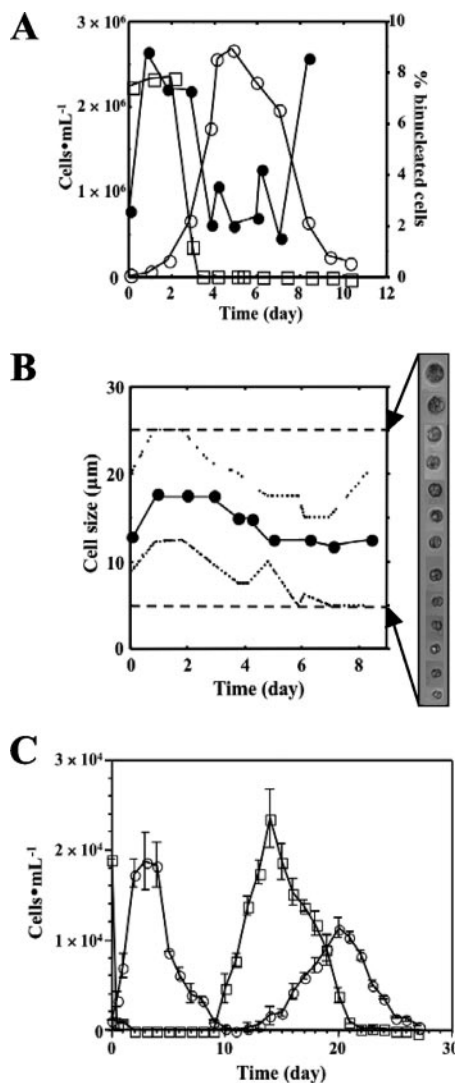 A
3 × 10⁶
2 × 10⁶
1 × 10⁶
0
Cells•mL⁻¹
10
8
6
4
2
0
% binucleated cells
0 2 4 6 8 10 12
Time (day)
B
30
20
10
0
Cell size (µm)
0 2 4 6 8
Time (day)
C
3 × 10⁴
2 × 10⁴
1 × 10⁴
0
Cells•mL⁻¹
0 10 20 30
Time (day)